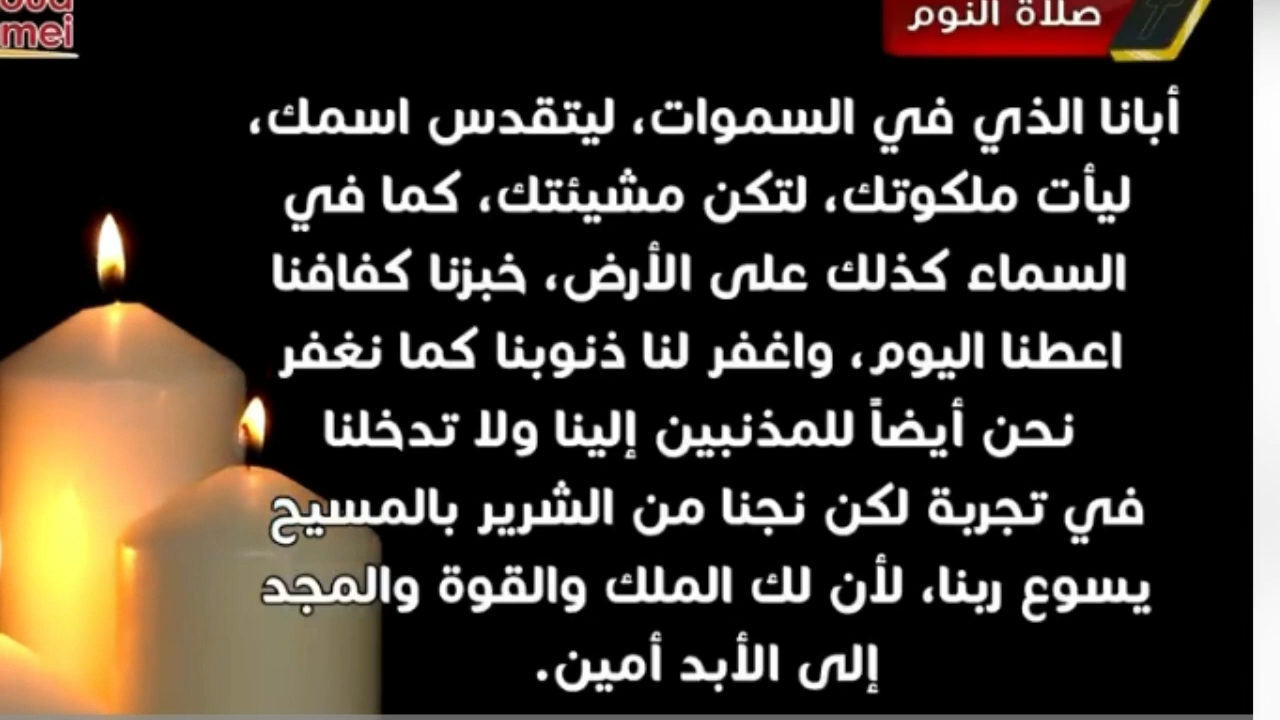 صلاة النوم
mei
أبانا الذي في السموات، ليتقدس اسمك،
ليأت ملكوتك، لتكن مشيئتك، كما في
السماء كذلك على الأرض، خبزنا كفافنا
اعطنا اليوم، واغفر لنا ذنوبنا كما نغفر
نحن أيضاً للمذنبين إلينا ولا تدخلنا
في تجربة لكن نجنا من الشرير بالمسيح
يسوع ربنا، لأن لك الملك والقوة والمجد
إلى الأبد أمين.